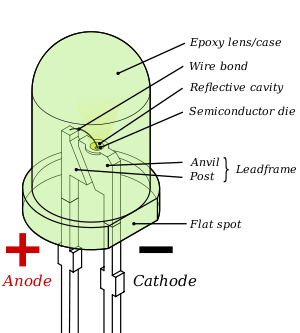 Epoxy lens/case
Wire bond
Reflective cavity
Semiconductor die
Anvil
Post
Leadframe
Flat spot
+ −
Anode
Cathode